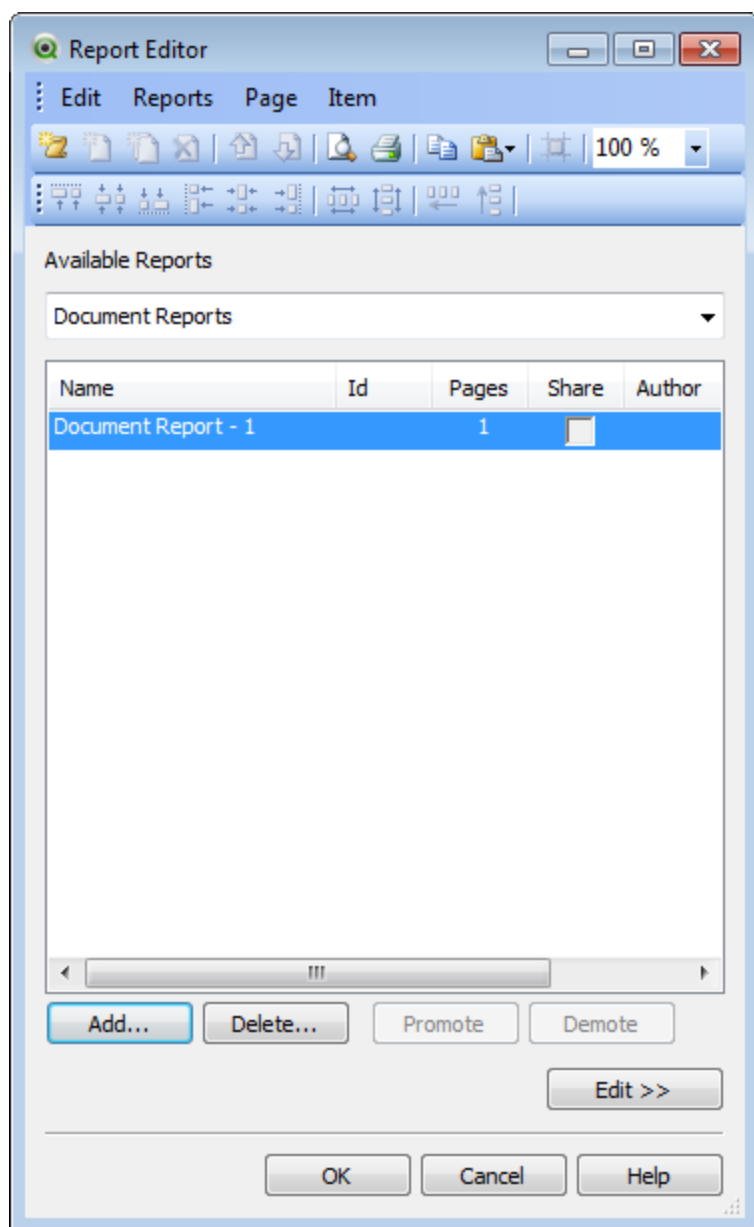 Report Editor
Edit Reports Page Item
100 %
Available Reports
Document Reports
Name Id Pages Share Author
Document Report - 1 1
Add... Delete... Promote Demote
Edit >>
OK Cancel Help